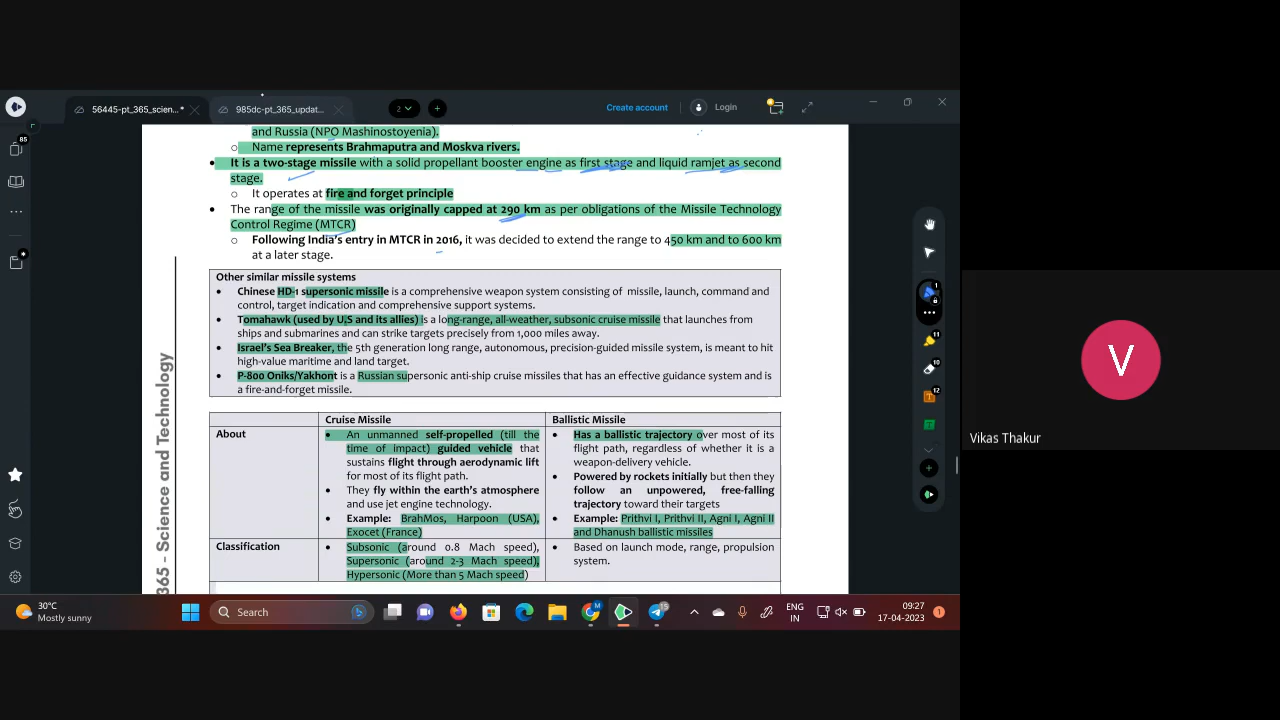 56445-pt_365_scien... *
985dc-pt_365_updat...
2
Create account
Login
and Russia (NPO Mashinostoyenia).
o Name represents Brahmaputra and Moskva rivers.
• It is a two-stage missile with a solid propellant booster engine as first stage and liquid ramjet as second
stage.
o It operates at fire and forget principle
• The range of the missile was originally capped at 290 km as per obligations of the Missile Technology
Control Regime (MTCR)
o Following India's entry in MTCR in 2016, it was decided to extend the range to 450 km and to 600 km
at a later stage.
Other similar missile systems
• Chinese HD-1 supersonic missile is a comprehensive weapon system consisting of missile, launch, command and
control, target indication and comprehensive support systems.
• Tomahawk (used by U.S and its allies) is a long-range, all-weather, subsonic cruise missile that launches from
ships and submarines and can strike targets precisely from 1,000 miles away.
• Israel's Sea Breaker, the 5th generation long range, autonomous, precision-guided missile system, is meant to hit
high-value maritime and land target.
• P-800 Oniks/Yakhont is a Russian supersonic anti-ship cruise missiles that has an effective guidance system and is
a fire-and-forget missile.
Cruise Missile
Ballistic Missile
About
• An unmanned self-propelled (till the
time of impact) guided vehicle that
sustains flight through aerodynamic lift
for most of its flight path.
• They fly within the earth's atmosphere
and use jet engine technology.
• Example: BrahMos, Harpoon (USA),
Exocet (France)
• Has a ballistic trajectory over most of its
flight path, regardless of whether it is a
weapon-delivery vehicle.
• Powered by rockets initially but then they
follow an unpowered, free-falling
trajectory toward their targets
• Example: Prithvi I, Prithvi II, Agni I, Agni II
and Dhanush ballistic missiles
Classification
• Subsonic (around 0.8 Mach speed),
Supersonic (around 2-3 Mach speed),
Hypersonic (More than 5 Mach speed)
• Based on launch mode, range, propulsion
system.
365 - Science and Technology
85
1
11
10
12
V
Vikas Thakur
30°C
Mostly sunny
Search
15
ENG
IN
09:27
17-04-2023
1